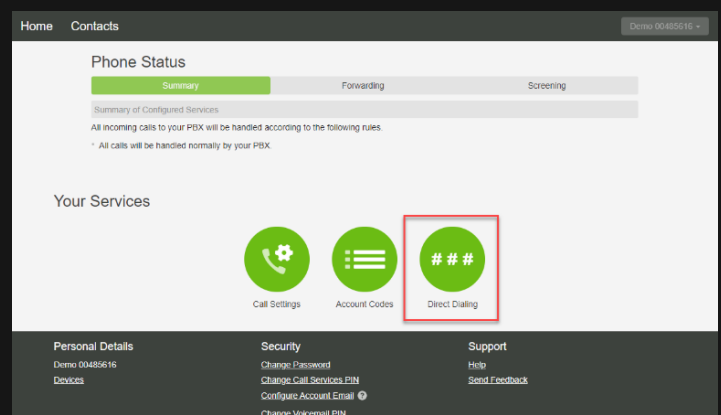 Home Contacts Demo 00485616
Phone Status
Summary Forwarding Screening
Summary of Configured Services
All incoming calls to your PBX will be handled according to the following rules.
* All calls will be handled normally by your PBX.
Your Services
# # #
Call Settings Account Codes Direct Dialing
Personal Details Security Support
Demo 00485616 Change Password Help
Devices Change Call Services PIN Send Feedback
Configure Account Email ?
Change Voicemail PIN